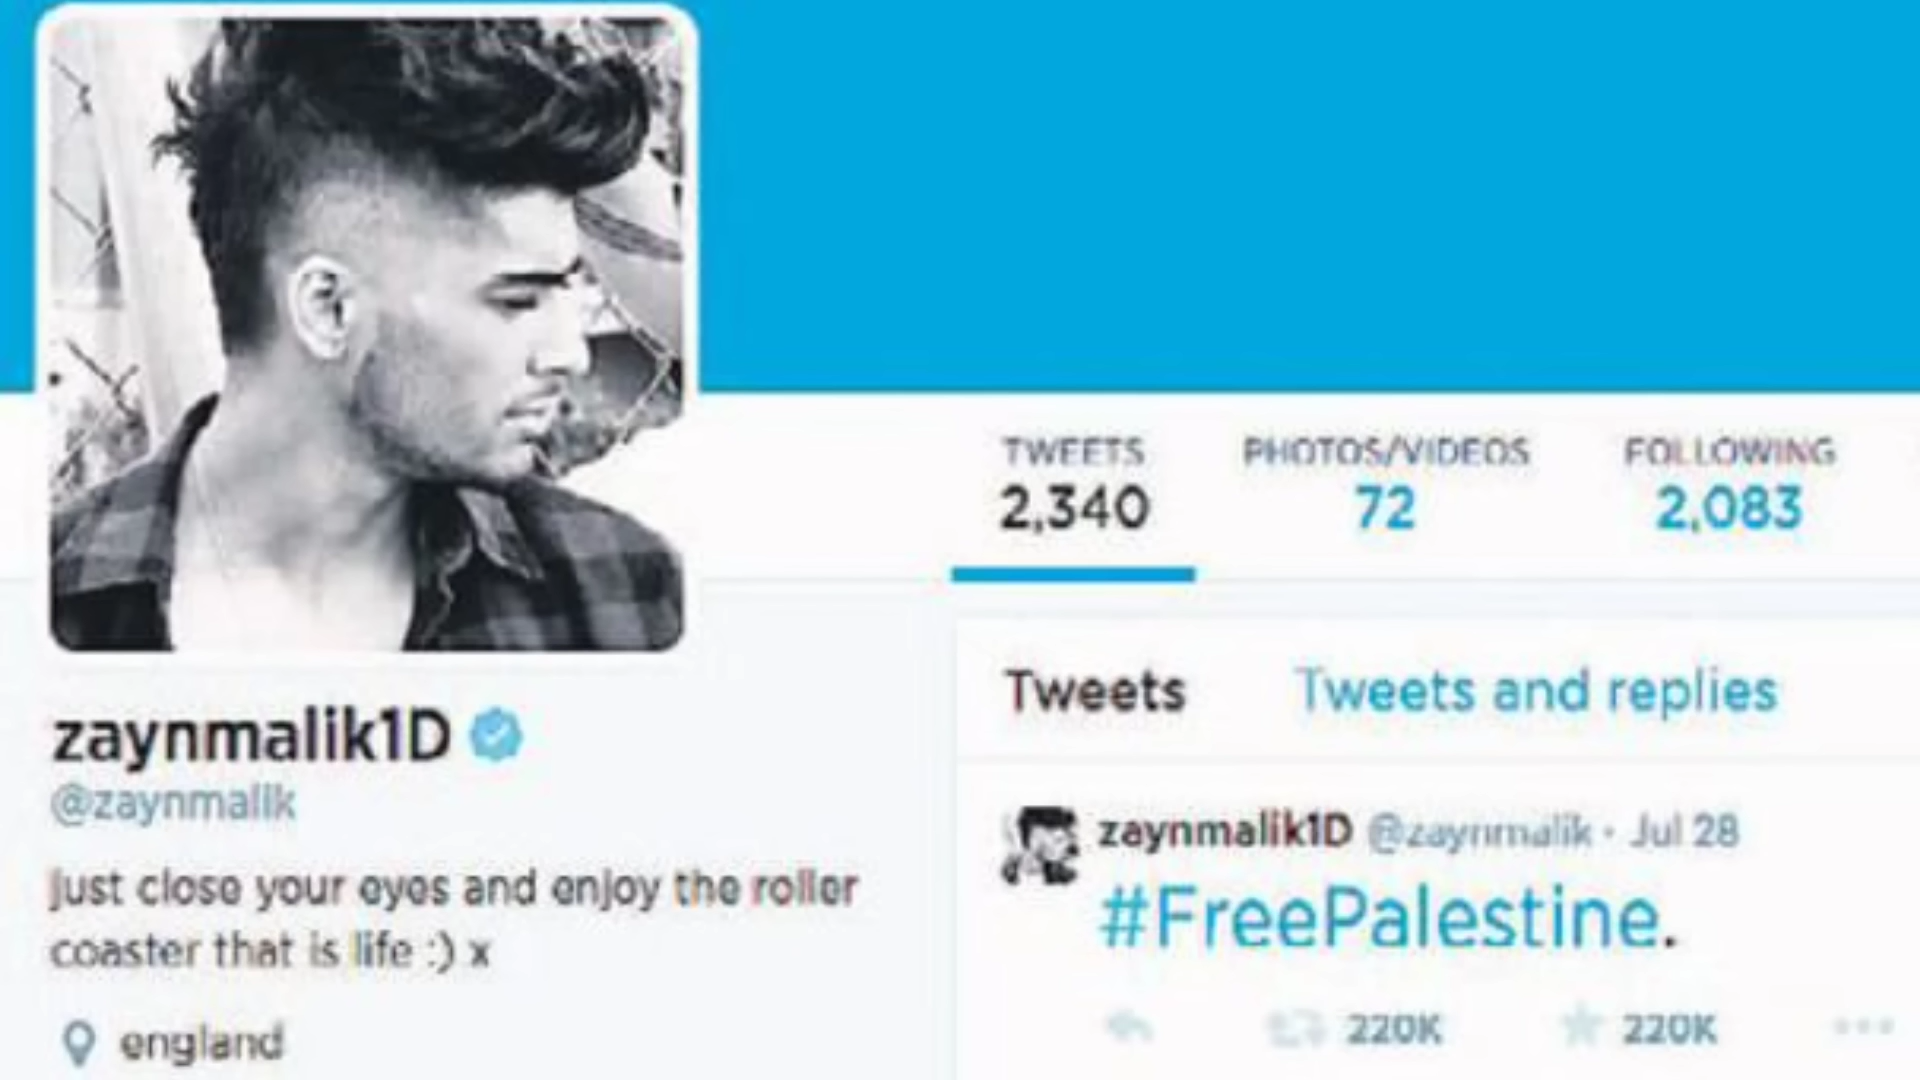 TWEETS
2,340
PHOTOS/VIDEOS
72
FOLLOWING
2,083
zaynmalik1D
@zaynmalik
just close your eyes and enjoy the roller
coaster that is life :) x
england
Tweets
Tweets and replies
zaynmalik1D @zaynmalik · Jul 28
#FreePalestine.
220K
220K